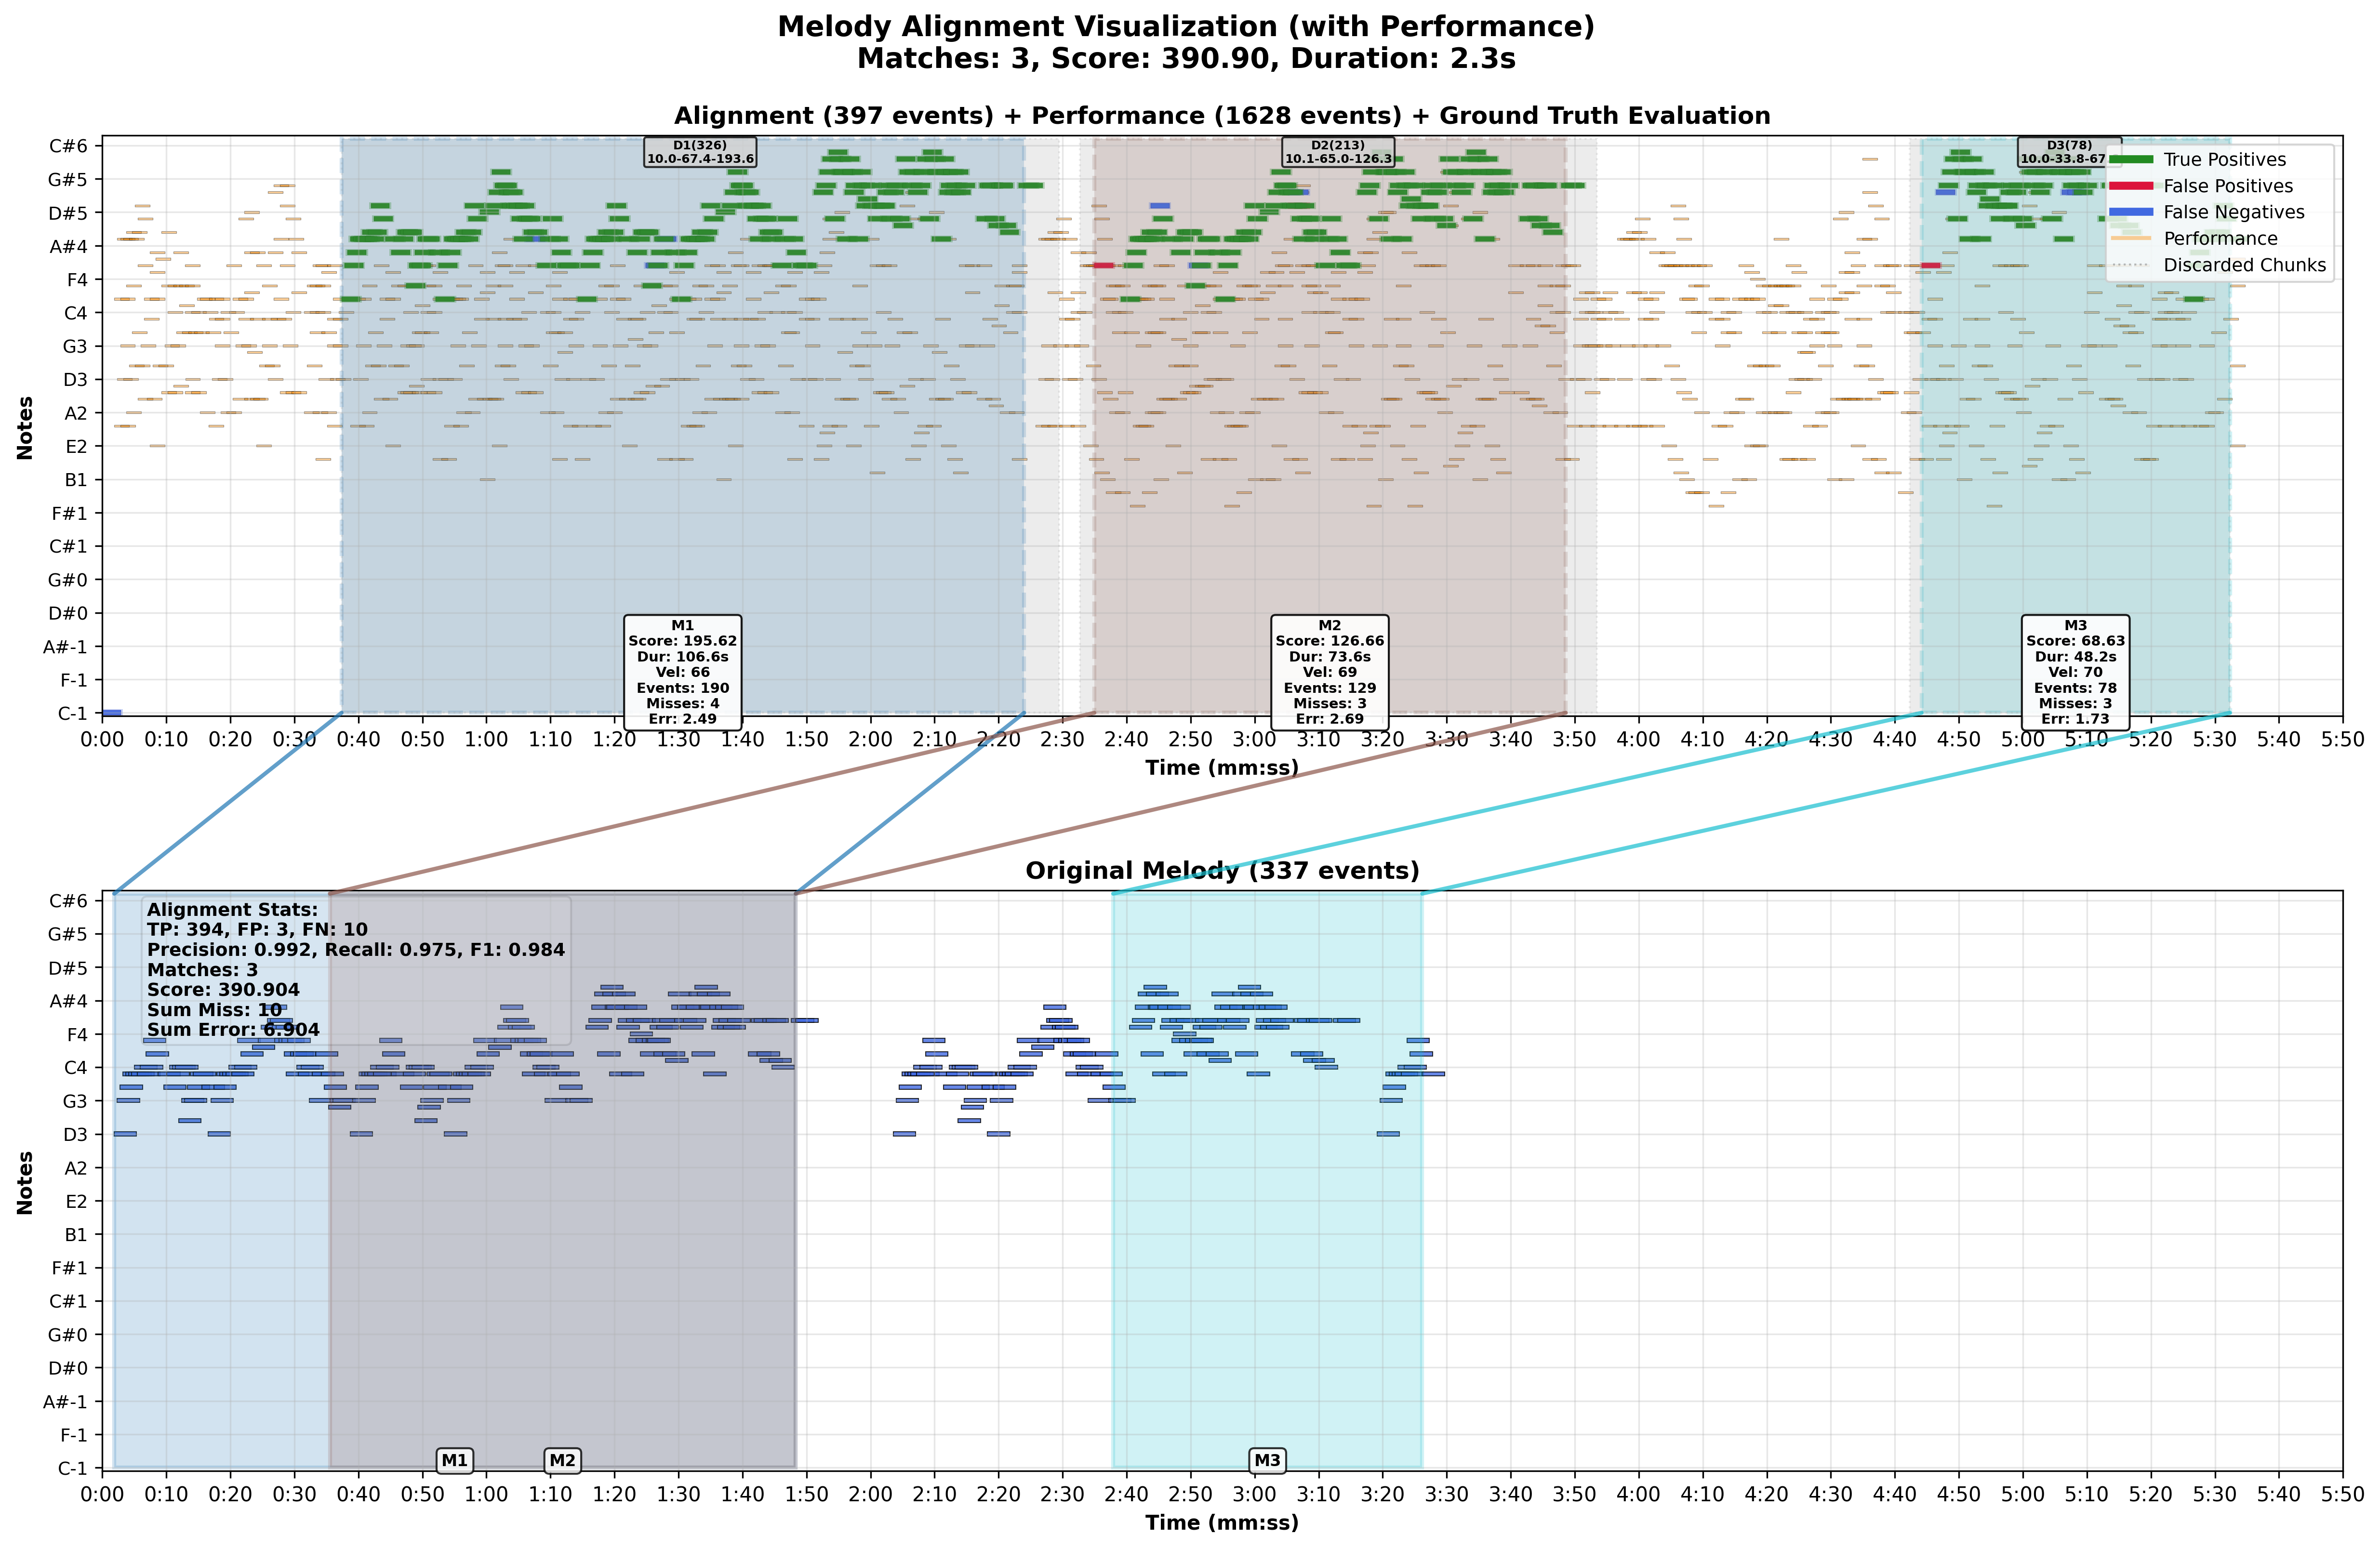 Melody Alignment Visualization (with Performance)
Matches: 3, Score: 390.90, Duration: 2.3s
Alignment (397 events) + Performance (1628 events) + Ground Truth Evaluation
Notes
C#6
G#5
D#5
A#4
F4
C4
G3
D3
A2
E2
B1
F#1
C#1
G#0
D#0
A#-1
F-1
C-1
D1(326)
10.0-67.4-193.6
D2(213)
10.1-65.0-126.3
D3(78)
10.0-33.8-67
True Positives
False Positives
False Negatives
Performance
Discarded Chunks
M1
Score: 195.62
Dur: 106.6s
Vel: 66
Events: 190
Misses: 4
Err: 2.49
M2
Score: 126.66
Dur: 73.6s
Vel: 69
Events: 129
Misses: 3
Err: 2.69
M3
Score: 68.63
Dur: 48.2s
Vel: 70
Events: 78
Misses: 3
Err: 1.73
0:00 0:10 0:20 0:30 0:40 0:50 1:00 1:10 1:20 1:30 1:40 1:50 2:00 2:10 2:20 2:30 2:40 2:50 3:00 3:10 3:20 3:30 3:40 3:50 4:00 4:10 4:20 4:30 4:40 4:50 5:00 5:10 5:20 5:30 5:40 5:50
Time (mm:ss)
Original Melody (337 events)
Notes
C#6
G#5
D#5
A#4
F4
C4
G3
D3
A2
E2
B1
F#1
C#1
G#0
D#0
A#-1
F-1
C-1
Alignment Stats:
TP: 394, FP: 3, FN: 10
Precision: 0.992, Recall: 0.975, F1: 0.984
Matches: 3
Score: 390.904
Sum Miss: 10
Sum Error: 6.904
M1
M2
M3
0:00 0:10 0:20 0:30 0:40 0:50 1:00 1:10 1:20 1:30 1:40 1:50 2:00 2:10 2:20 2:30 2:40 2:50 3:00 3:10 3:20 3:30 3:40 3:50 4:00 4:10 4:20 4:30 4:40 4:50 5:00 5:10 5:20 5:30 5:40 5:50
Time (mm:ss)